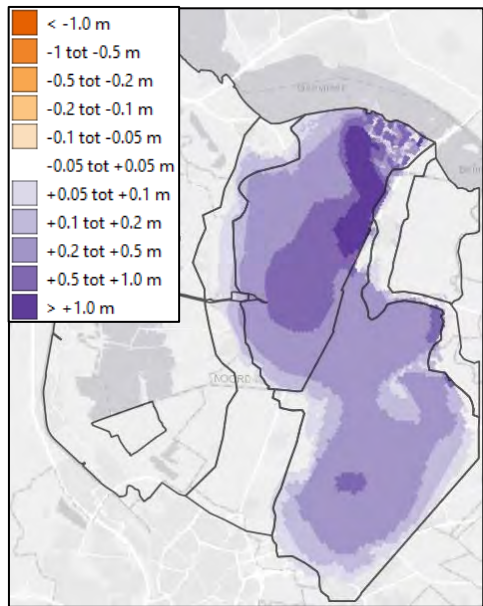 < -1.0 m
-1 tot -0.5 m
-0.5 tot -0.2 m
-0.2 tot -0.1 m
-0.1 tot -0.05 m
-0.05 tot +0.05 m
+0.05 tot +0.1 m
+0.1 tot +0.2 m
+0.2 tot +0.5 m
+0.5 tot +1.0 m
> +1.0 m
NOORD